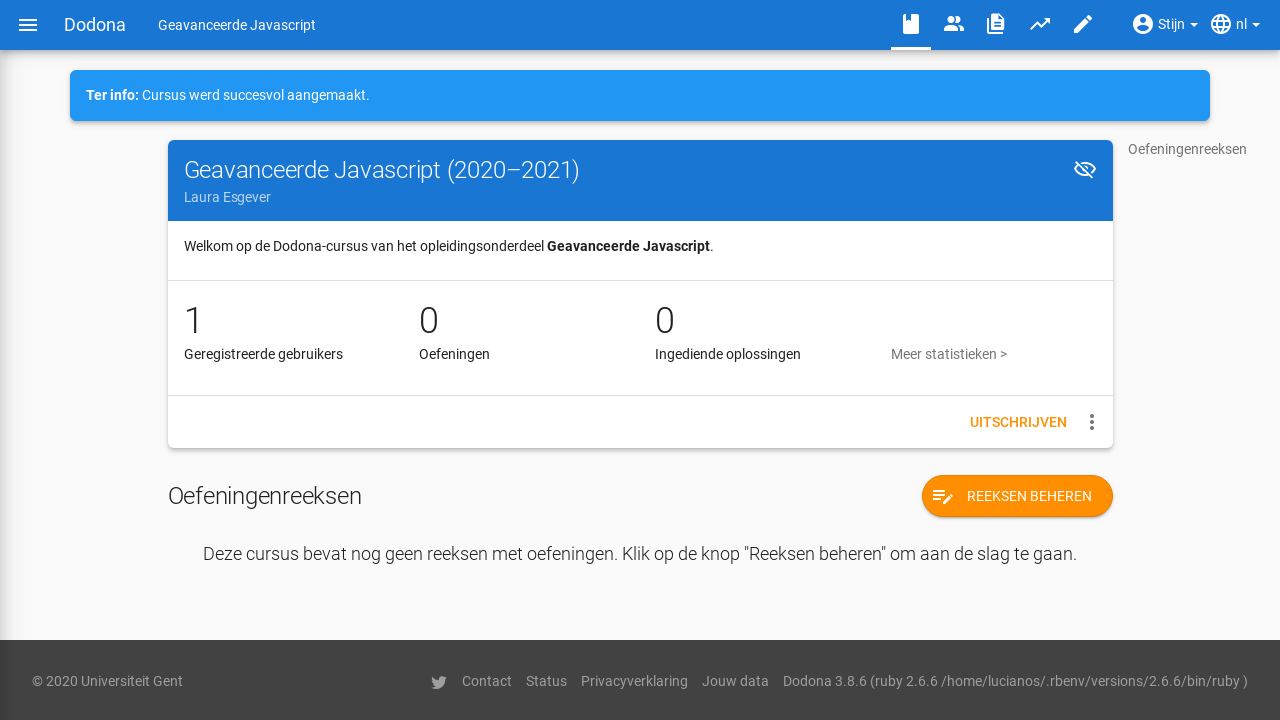 Dodona
Geavanceerde Javascript
Stijn
nl
Ter info: Cursus werd succesvol aangemaakt.
Geavanceerde Javascript (2020–2021)
Laura Esgever
Oefeningenreeksen
Welkom op de Dodona-cursus van het opleidingsonderdeel Geavanceerde Javascript.
1
Geregistreerde gebruikers
0
Oefeningen
0
Ingediende oplossingen
Meer statistieken >
UITSCHRIJVEN
Oefeningenreeksen
REEKSEN BEHEREN
Deze cursus bevat nog geen reeksen met oefeningen. Klik op de knop "Reeksen beheren" om aan de slag te gaan.
© 2020 Universiteit Gent
Contact
Status
Privacyverklaring
Jouw data
Dodona 3.8.6 (ruby 2.6.6 /home/lucianos/.rbenv/versions/2.6.6/bin/ruby )